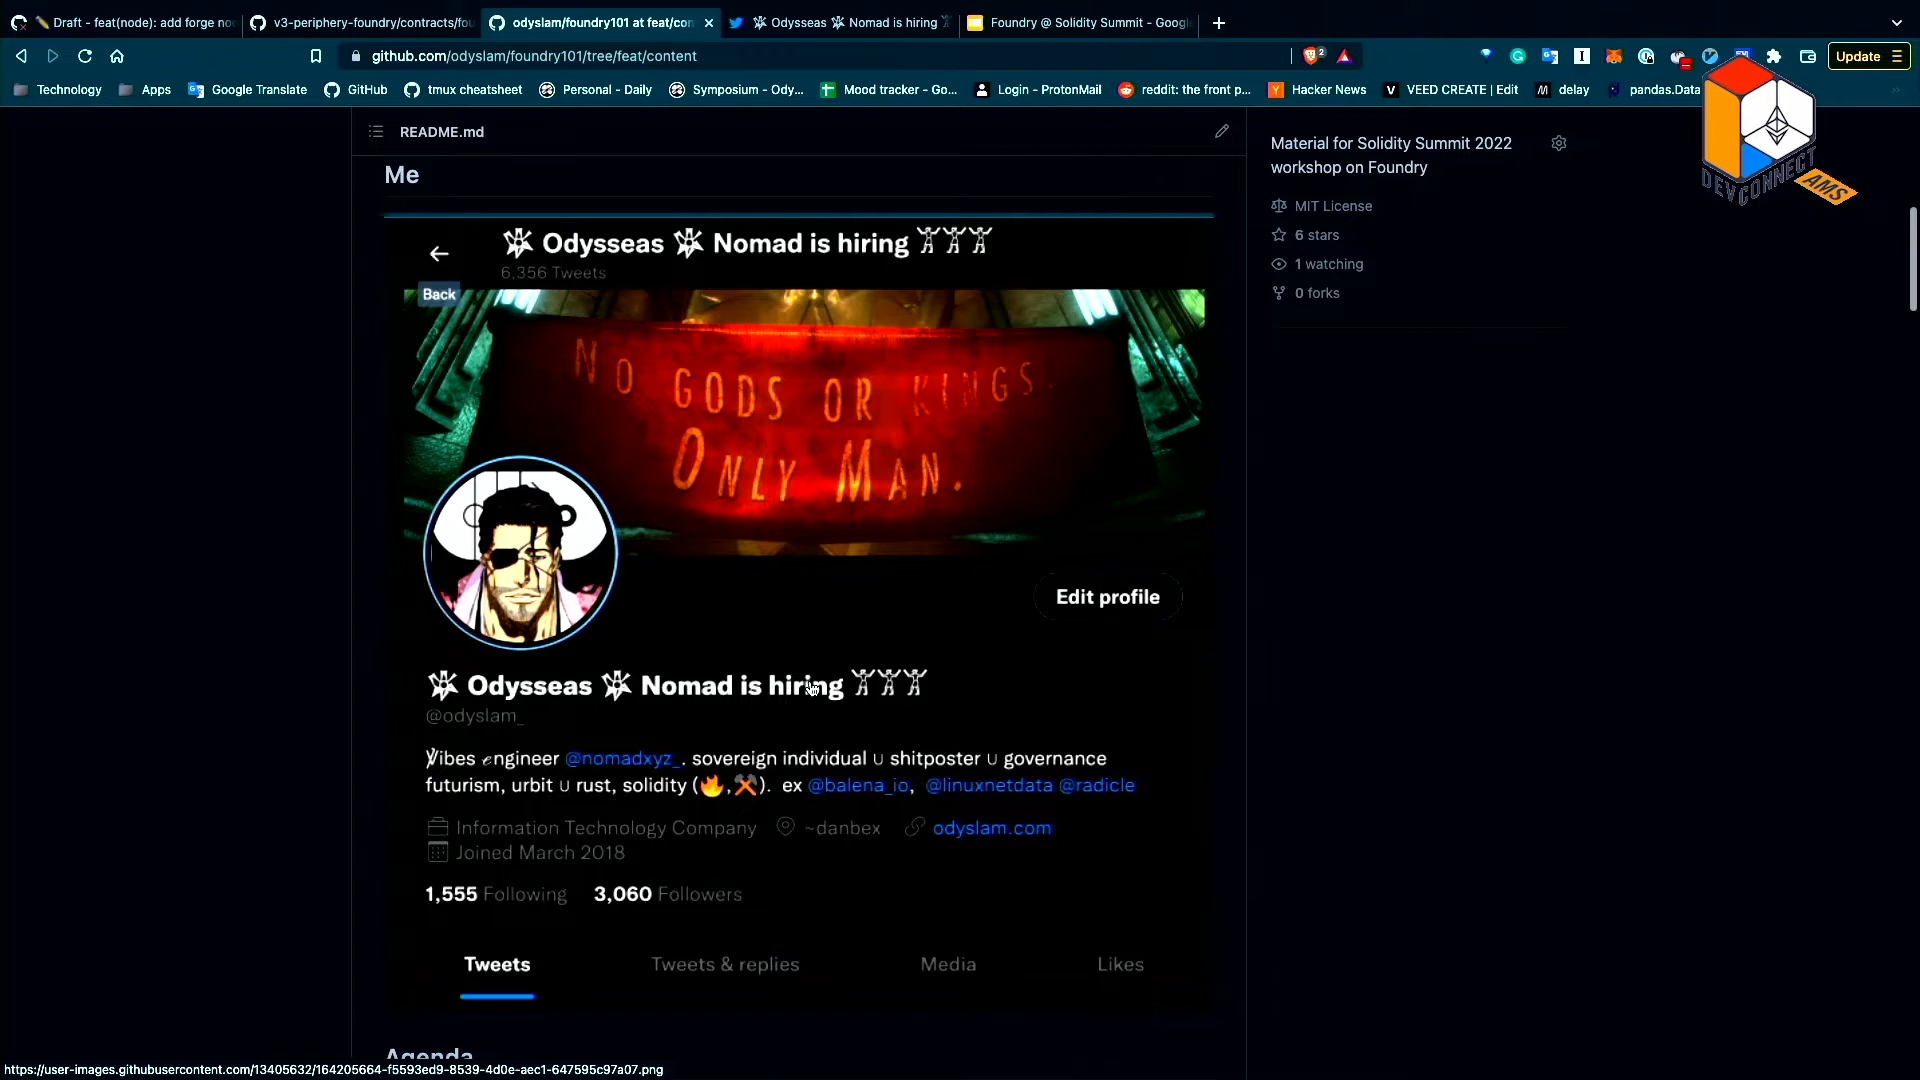 Draft - feat(node): add forge no
v3-periphery-foundry/contracts/fou
odyslam/foundry101 at feat/con
Odysseas Nomad is hiring
Foundry @ Solidity Summit - Googl
github.com/odyslam/foundry101/tree/feat/content
2
Update
Technology
Apps
Google Translate
GitHub
tmux cheatsheet
Personal - Daily
Symposium - Ody...
Mood tracker - Go...
Login - ProtonMail
reddit: the front p...
Hacker News
VEED CREATE | Edit
delay
pandas.Data
README.md
Material for Solidity Summit 2022
workshop on Foundry
MIT License
6 stars
1 watching
0 forks
DEVCONNECT
AMS
Me
Odysseas Nomad is hiring
6,356 Tweets
Back
NO GODS OR KINGS.
ONLY MAN.
Edit profile
Odysseas Nomad is hiring
@odyslam_
Vibes engineer @nomadxyz_. sovereign individual ∪ shitposter ∪ governance
futurism, urbit ∪ rust, solidity (🔥,⚒️). ex @balena_io, @linuxnetdata @radicle
Information Technology Company ~danbex odyslam.com
Joined March 2018
1,555 Following 3,060 Followers
Tweets
Tweets & replies
Media
Likes
Agenda
https://user-images.githubusercontent.com/13405632/164205664-f5593ed9-8539-4d0e-aec1-647595c97a07.png